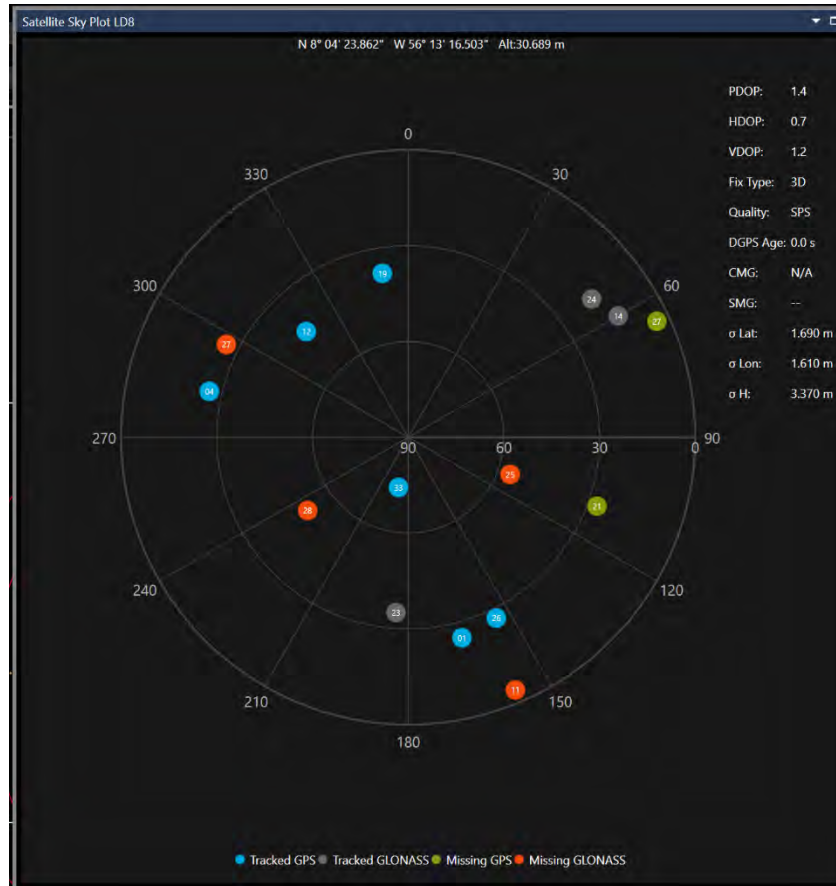 Satellite Sky Plot LD8
N 8° 04' 23.862" W 56° 13' 16.503" Alt:30.689 m
PDOP: 1.4
HDOP: 0.7
VDOP: 1.2
Fix Type: 3D
Quality: SPS
DGPS Age: 0.0 s
CMG: N/A
SMG: --
σ Lat: 1.690 m
σ Lon: 1.610 m
σ H: 3.370 m
0
330
30
19
300
60
24
14
27
12
27
04
270
90
60
30
0
90
33
25
21
28
240
120
23
26
01
11
210
150
180
Tracked GPS Tracked GLONASS Missing GPS Missing GLONASS